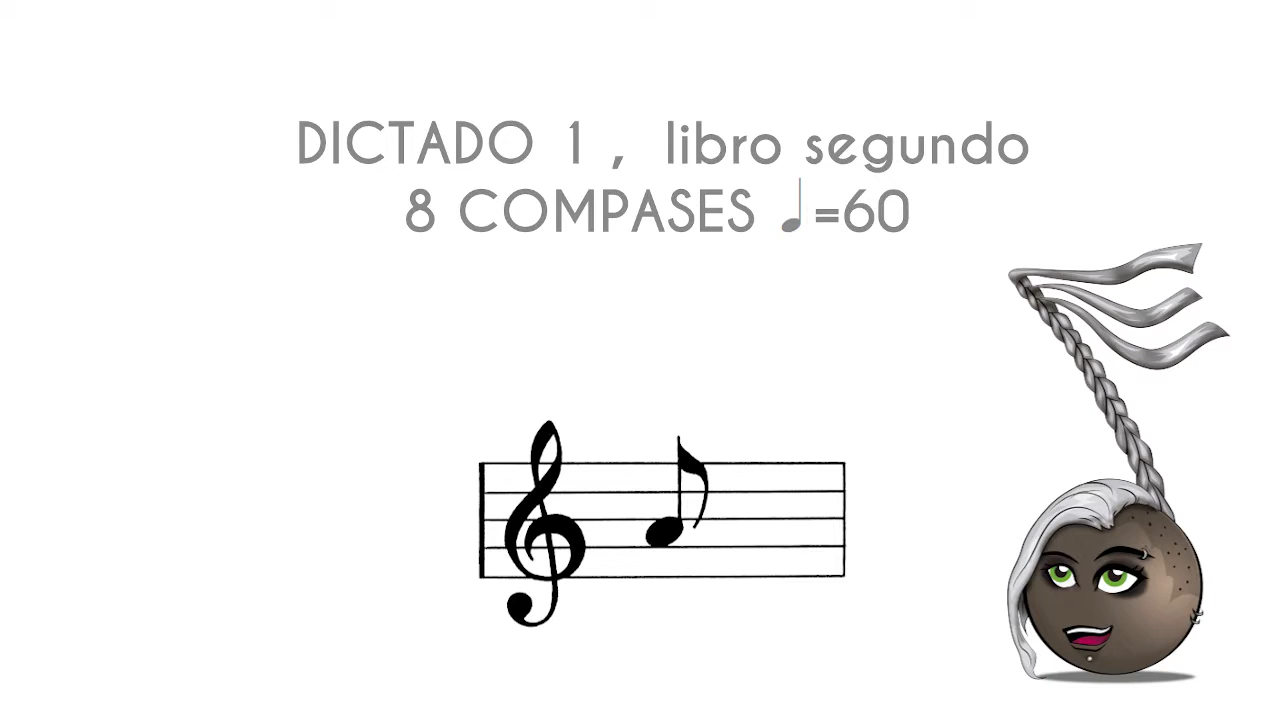 DICTADO 1 , libro segundo
8 COMPASES ♩=60